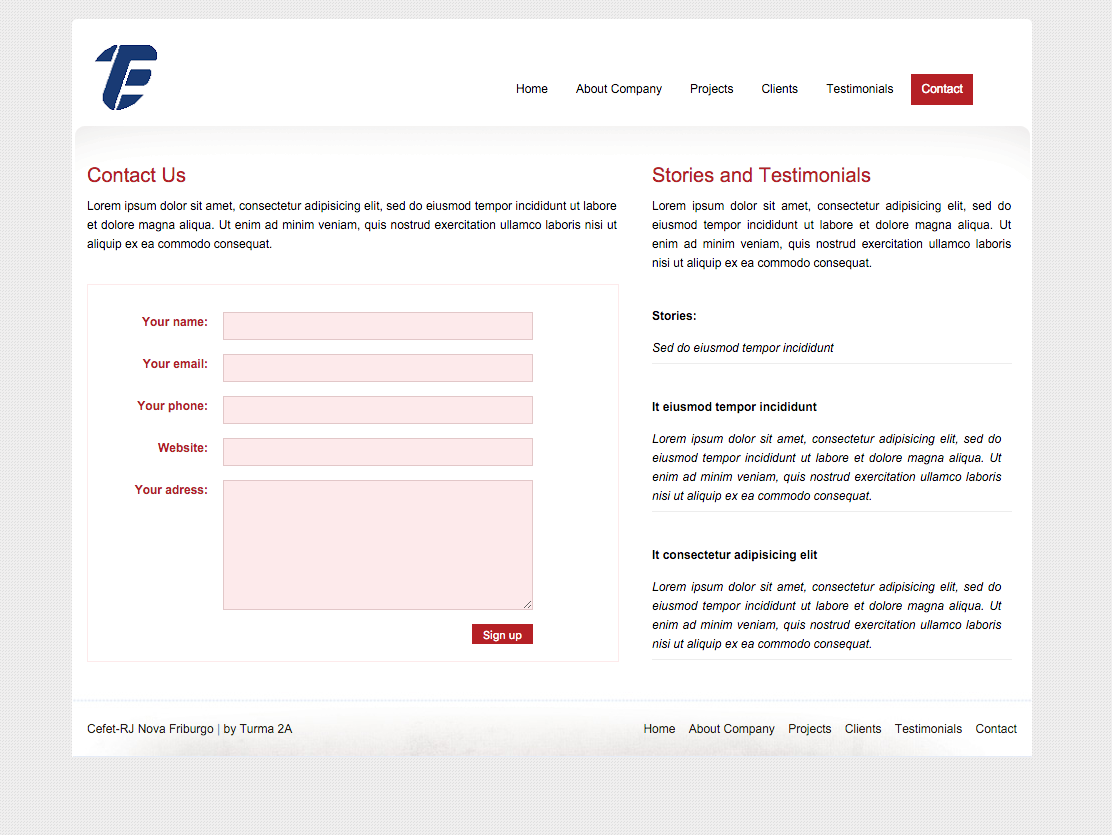 TE
Home About Company Projects Clients Testimonials Contact
Contact Us
Lorem ipsum dolor sit amet, consectetur adipisicing elit, sed do eiusmod tempor incididunt ut labore
et dolore magna aliqua. Ut enim ad minim veniam, quis nostrud exercitation ullamco laboris nisi ut
aliquip ex ea commodo consequat.
Your name:
Your email:
Your phone:
Website:
Your adress:
Sign up
Stories and Testimonials
Lorem ipsum dolor sit amet, consectetur adipisicing elit, sed do
eiusmod tempor incididunt ut labore et dolore magna aliqua. Ut
enim ad minim veniam, quis nostrud exercitation ullamco laboris
nisi ut aliquip ex ea commodo consequat.
Stories:
Sed do eiusmod tempor incididunt
It eiusmod tempor incididunt
Lorem ipsum dolor sit amet, consectetur adipisicing elit, sed do
eiusmod tempor incididunt ut labore et dolore magna aliqua. Ut
enim ad minim veniam, quis nostrud exercitation ullamco laboris
nisi ut aliquip ex ea commodo consequat.
It consectetur adipisicing elit
Lorem ipsum dolor sit amet, consectetur adipisicing elit, sed do
eiusmod tempor incididunt ut labore et dolore magna aliqua. Ut
enim ad minim veniam, quis nostrud exercitation ullamco laboris
nisi ut aliquip ex ea commodo consequat.
Cefet-RJ Nova Friburgo | by Turma 2A
Home About Company Projects Clients Testimonials Contact